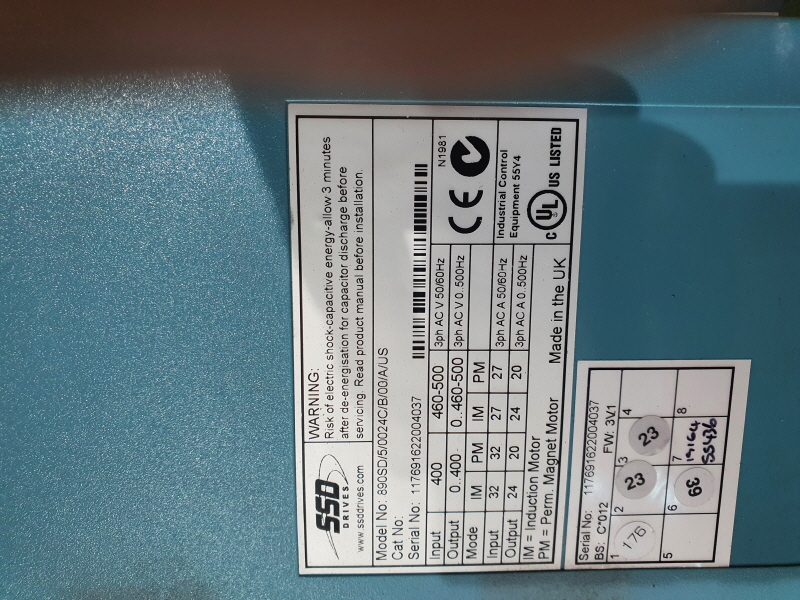 SSD
DRIVES
www.ssddrives.com
WARNING:
Risk of electric shock-capacitive energy-allow 3 minutes
after de-energisation for capacitor discharge before
servicing. Read product manual before installation.
Model No: 890SD/5/0024C/B/00/A/US
Cat No:
Serial No: 117691622004037
Input 400 460-500 3ph AC V 50/60Hz
Output 0..400 0..460-500 3ph AC V 0..500Hz
Mode IM PM IM PM
Input 32 32 27 27 3ph AC A 50/60Hz
Output 24 20 24 20 3ph AC A 0..500Hz
IM = Induction Motor
PM = Perm. Magnet Motor Made in the UK
CE N1981
Industrial Control
Equipment 55Y4
C UL US LISTED
Serial No: 117691622004037
BS: C*012 FW: 3V1
1 2 3 4
176 23 23
5 6 7 8